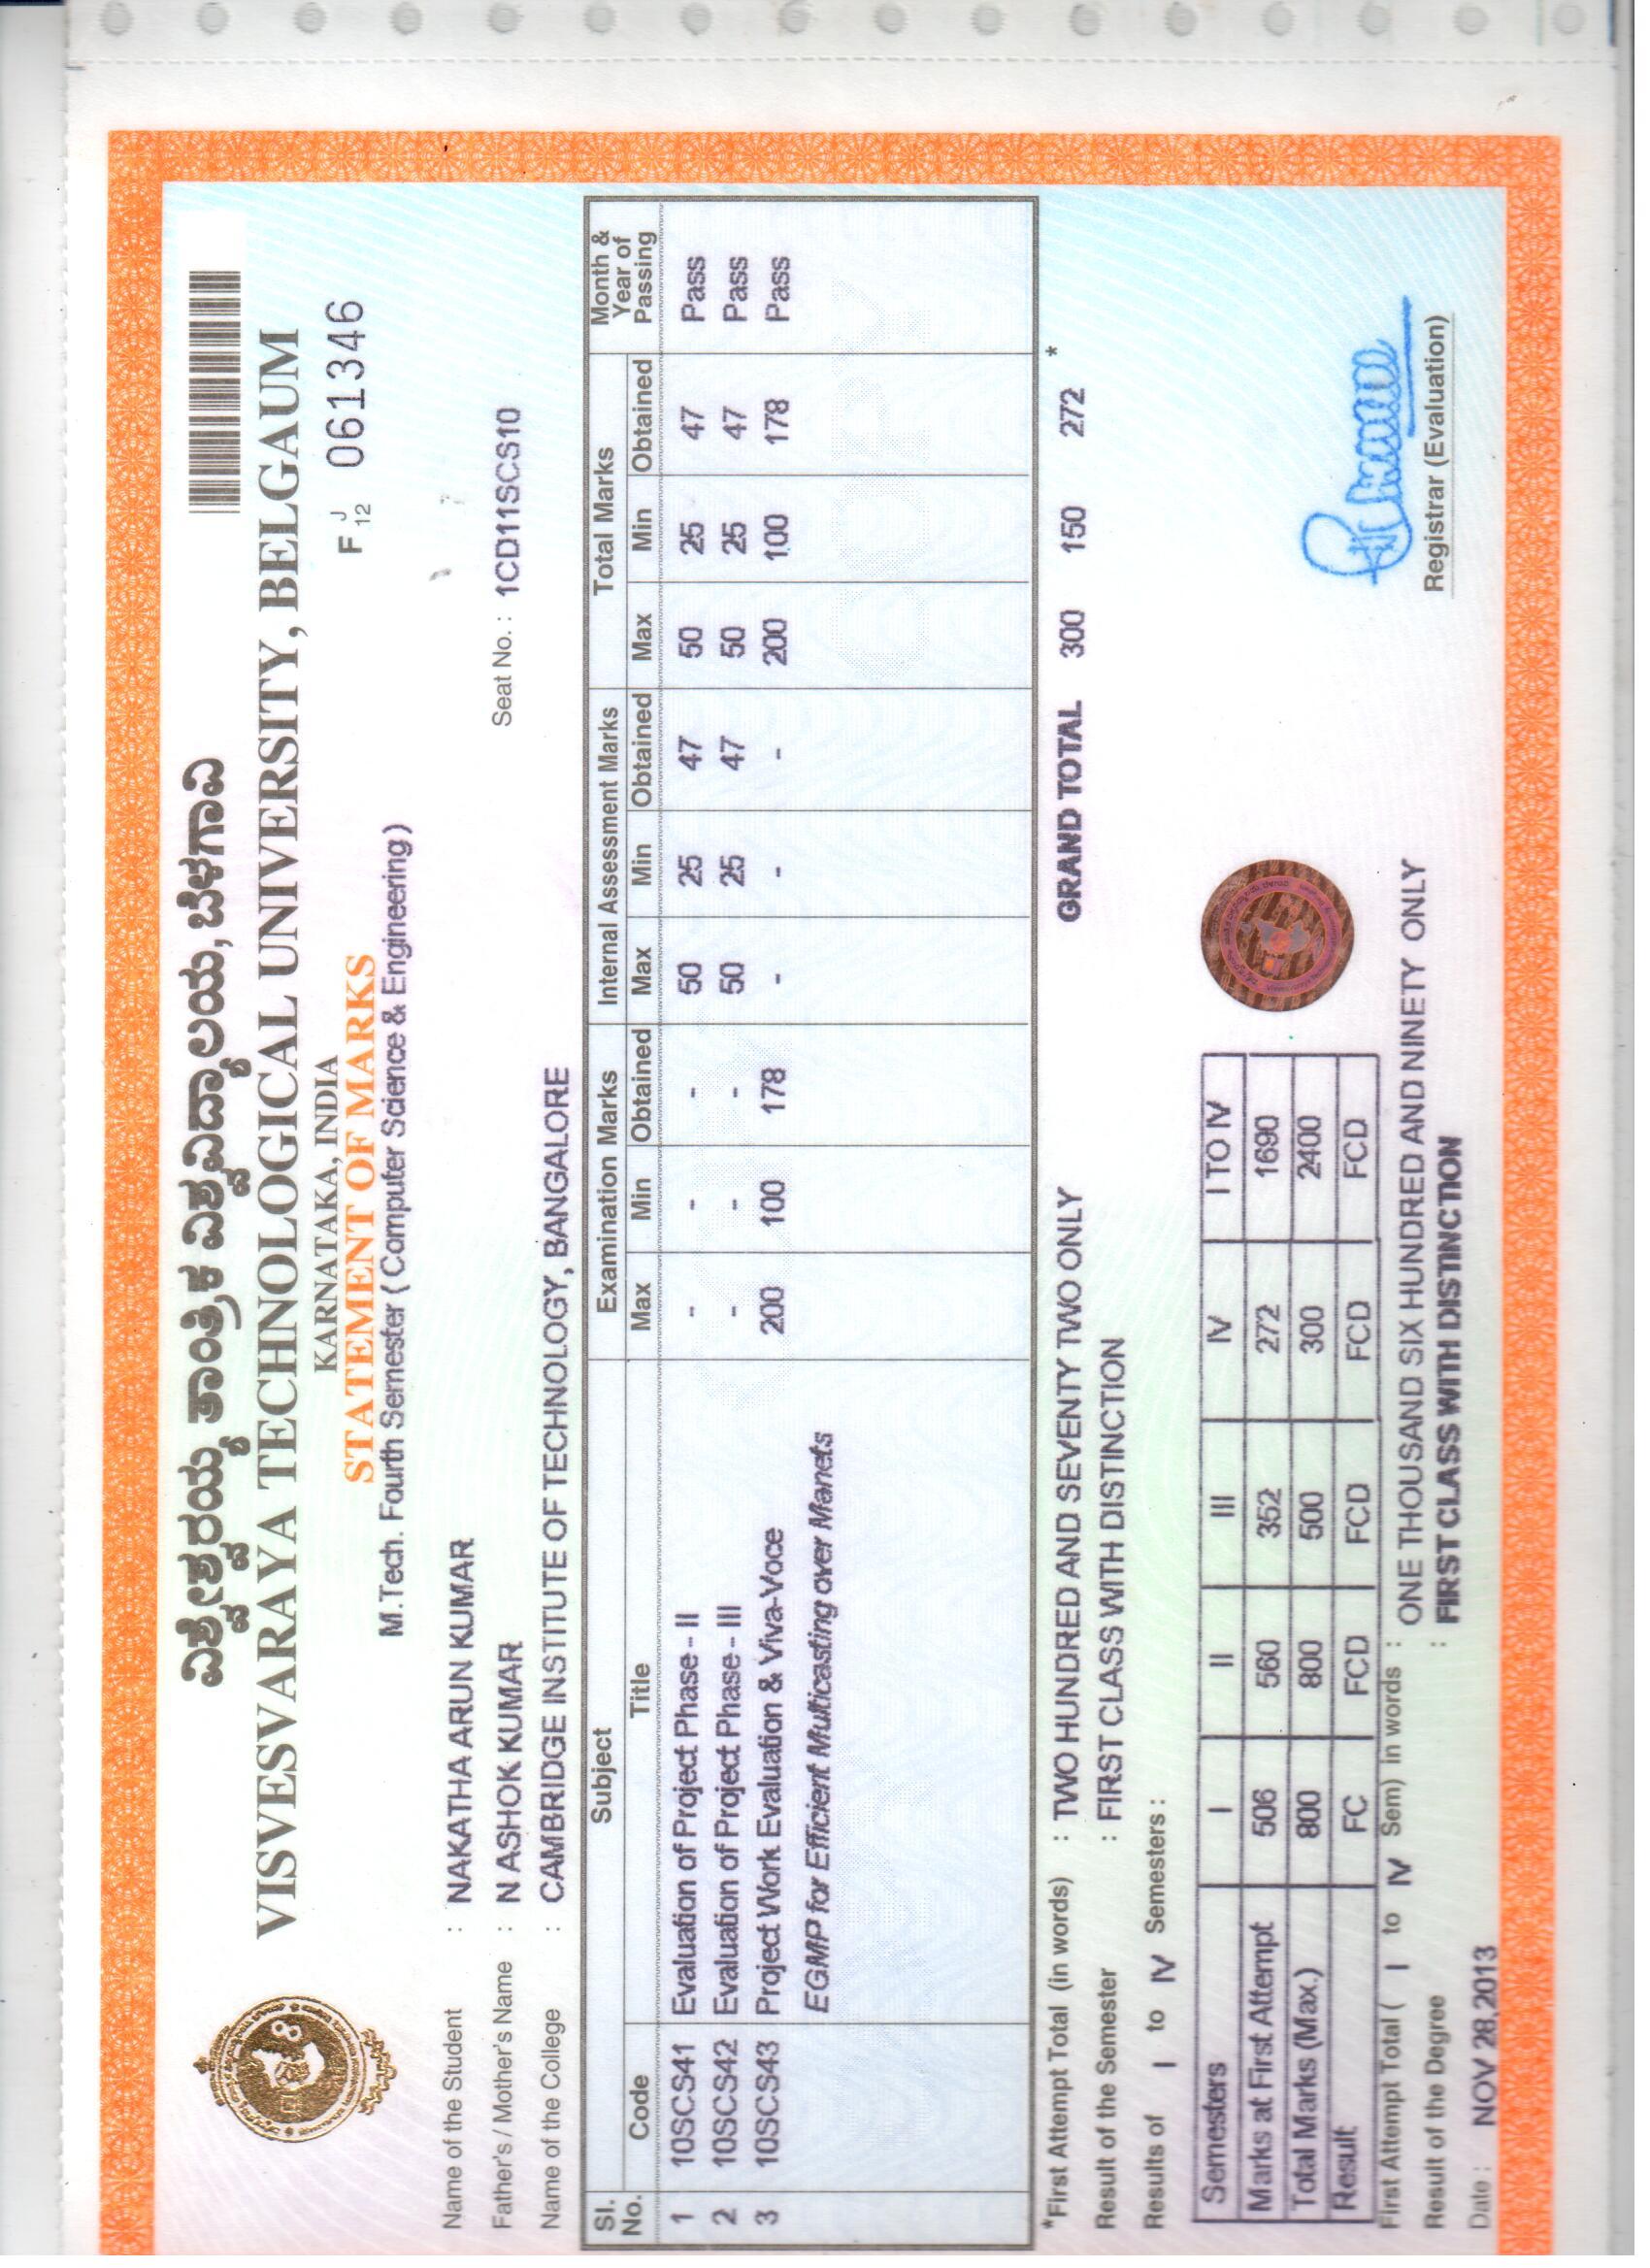 ವಿಶ್ವೇಶ್ವರಯ್ಯ ತಾಂತ್ರಿಕ ವಿಶ್ವವಿದ್ಯಾಲಯ, ಬೆಳಗಾವಿ
VISVESVARAYA TECHNOLOGICAL UNIVERSITY, BELGAUM
KARNATAKA, INDIA
STATEMENT OF MARKS
F J 12 061346
M.Tech. Fourth Semester ( Computer Science & Engineering )
Name of the Student : NAKATHA ARUN KUMAR
Father's / Mother's Name : N ASHOK KUMAR Seat No. : 1CD11SCS10
Name of the College : CAMBRIDGE INSTITUTE OF TECHNOLOGY, BANGALORE
Sl. No. Subject Examination Marks Internal Assessment Marks Total Marks Month & Year of Passing
Code Title Max Min Obtained Max Min Obtained Max Min Obtained
1 10SCS41 Evaluation of Project Phase - II - - - 50 25 47 50 25 47 Pass
2 10SCS42 Evaluation of Project Phase - III - - - 50 25 47 50 25 47 Pass
3 10SCS43 Project Work Evaluation & Viva-Voce 200 100 178 - - - 200 100 178 Pass
EGMP for Efficient Multicasting over Manets
*First Attempt Total (in words) : TWO HUNDRED AND SEVENTY TWO ONLY GRAND TOTAL 300 150 272 *
Result of the Semester : FIRST CLASS WITH DISTINCTION
Results of I to IV Semesters :
Semesters I II III IV I TO IV
Marks at First Attempt 506 560 352 272 1690
Total Marks (Max.) 800 800 500 300 2400
Result FC FCD FCD FCD FCD
First Attempt Total ( I to IV Sem) in words : ONE THOUSAND SIX HUNDRED AND NINETY ONLY
Result of the Degree : FIRST CLASS WITH DISTINCTION
Registrar (Evaluation)
Date : NOV 28,2013